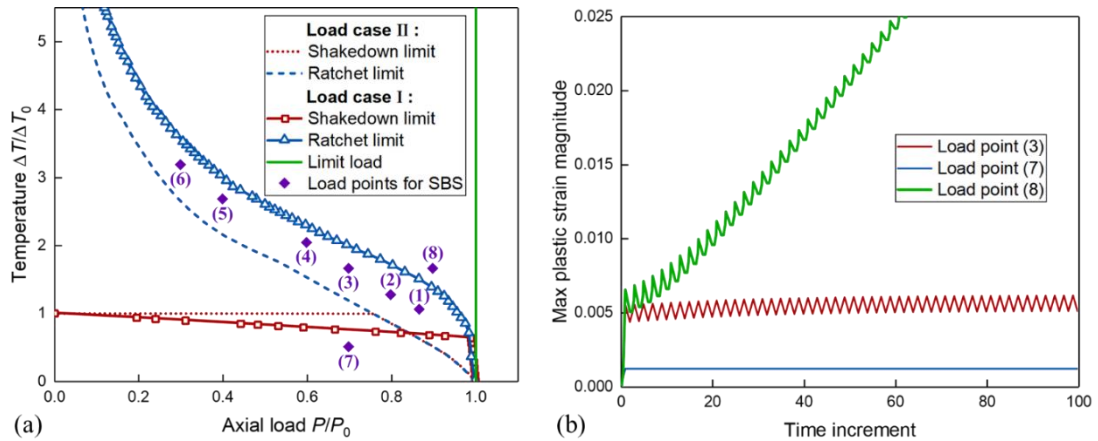 Load case II :
Shakedown limit
Ratchet limit
Load case I :
Shakedown limit
Ratchet limit
Limit load
Load points for SBS
Temperature ΔT/ΔT₀
5
4
3
2
1
0
(6)
(5)
(4)
(3)
(2)
(1)
(8)
(7)
0.0
0.2
0.4
0.6
0.8
1.0
Axial load P/P₀
(a)
Max plastic strain magnitude
0.025
0.020
0.015
0.010
0.005
0.000
Load point (3)
Load point (7)
Load point (8)
0
20
40
60
80
100
Time increment
(b)